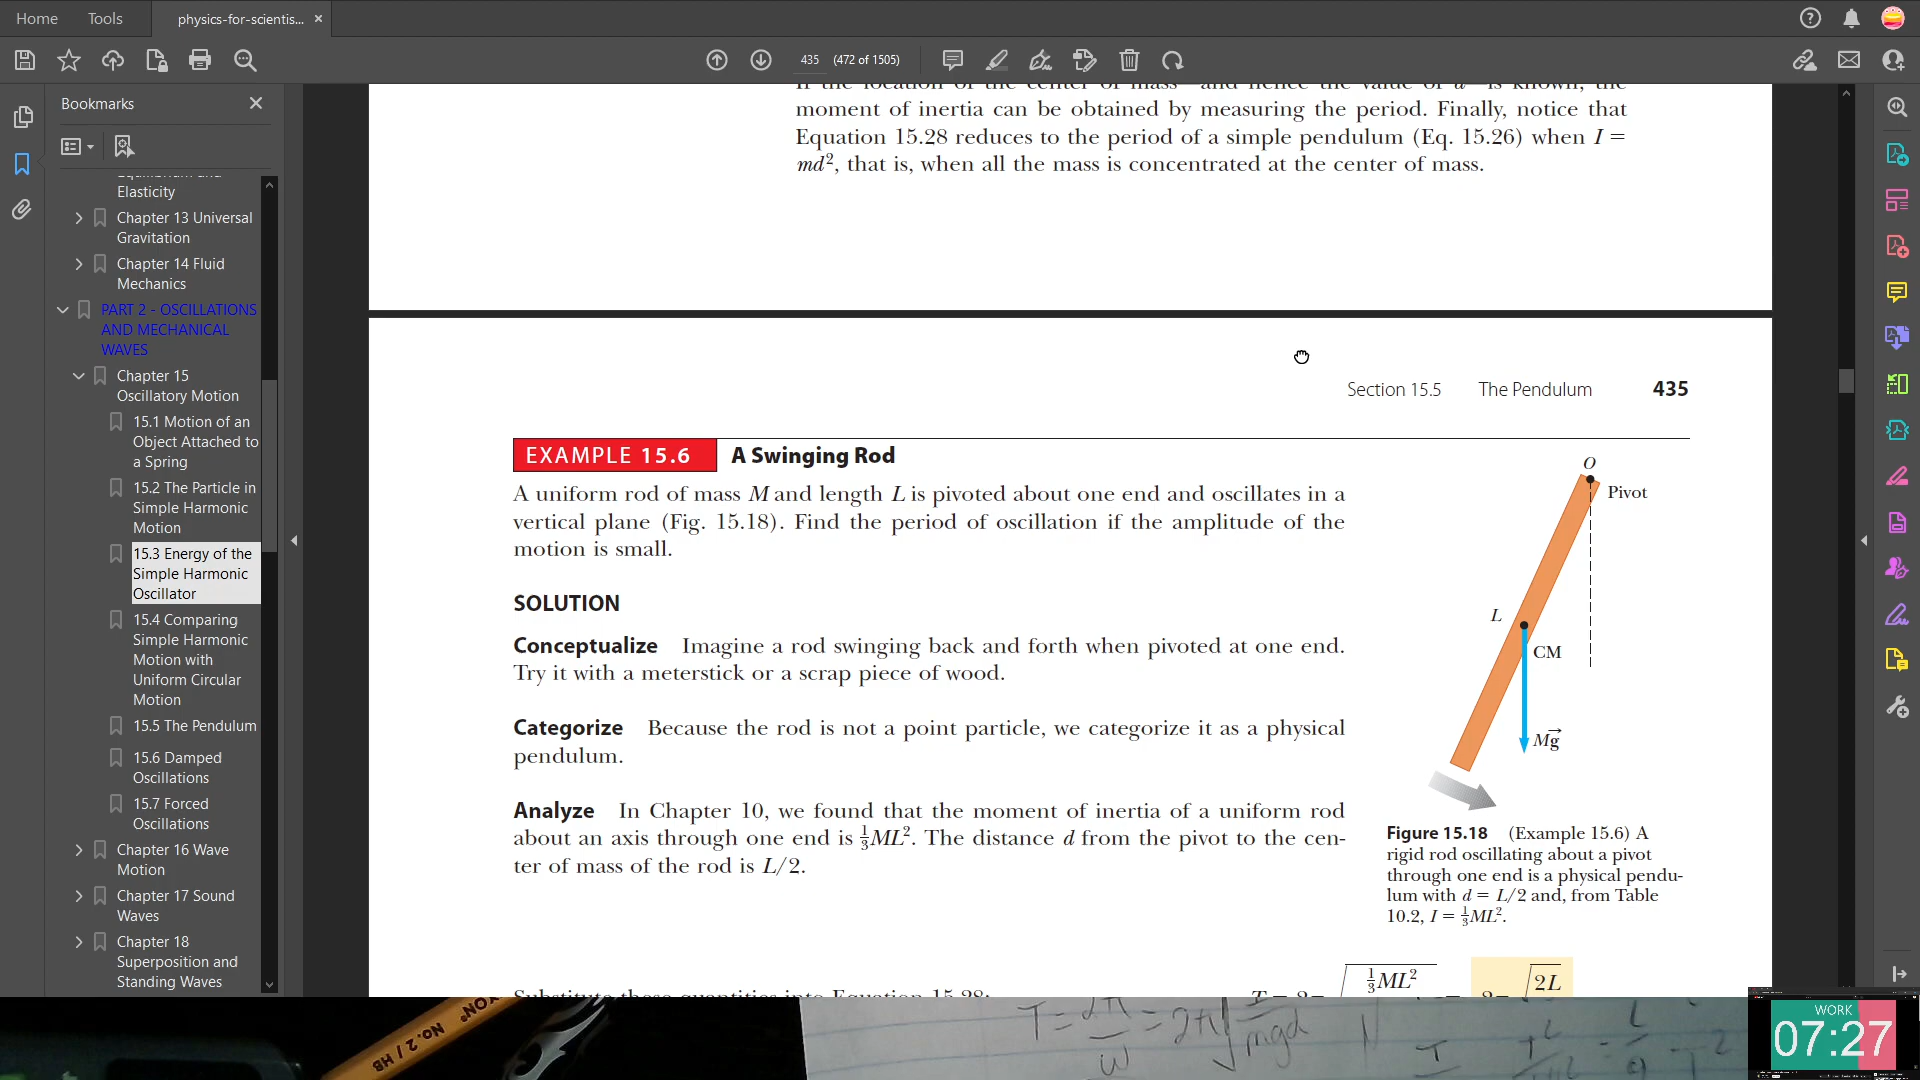 Home
Tools
physics-for-scientis...
435 (472 of 1505)
Bookmarks
Elasticity
Chapter 13 Universal
Gravitation
Chapter 14 Fluid
Mechanics
PART 2 - OSCILLATIONS
AND MECHANICAL
WAVES
Chapter 15
Oscillatory Motion
15.1 Motion of an
Object Attached to
a Spring
15.2 The Particle in
Simple Harmonic
Motion
15.3 Energy of the
Simple Harmonic
Oscillator
15.4 Comparing
Simple Harmonic
Motion with
Uniform Circular
Motion
15.5 The Pendulum
15.6 Damped
Oscillations
15.7 Forced
Oscillations
Chapter 16 Wave
Motion
Chapter 17 Sound
Waves
Chapter 18
Superposition and
Standing Waves
moment of inertia can be obtained by measuring the period. Finally, notice that
Equation 15.28 reduces to the period of a simple pendulum (Eq. 15.26) when I =
md², that is, when all the mass is concentrated at the center of mass.
Section 15.5 The Pendulum 435
EXAMPLE 15.6 A Swinging Rod
A uniform rod of mass M and length L is pivoted about one end and oscillates in a
vertical plane (Fig. 15.18). Find the period of oscillation if the amplitude of the
motion is small.
SOLUTION
Conceptualize Imagine a rod swinging back and forth when pivoted at one end.
Try it with a meterstick or a scrap piece of wood.
Categorize Because the rod is not a point particle, we categorize it as a physical
pendulum.
Analyze In Chapter 10, we found that the moment of inertia of a uniform rod
about an axis through one end is ⅓ML². The distance d from the pivot to the cen-
ter of mass of the rod is L/2.
O
Pivot
L
CM
Mg⃗
Figure 15.18 (Example 15.6) A
rigid rod oscillating about a pivot
through one end is a physical pendu-
lum with d = L/2 and, from Table
10.2, I = ⅓ML².
⅓ML²
2L
No. 2 / HB
T = 2π/ω = 2π√I/mgd
WORK
07:27